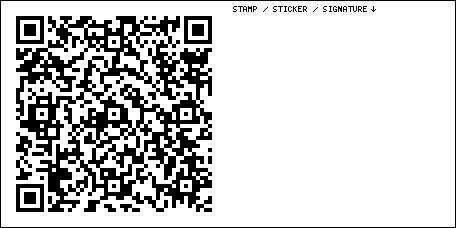 STAMP / STICKER / SIGNATURE ↓